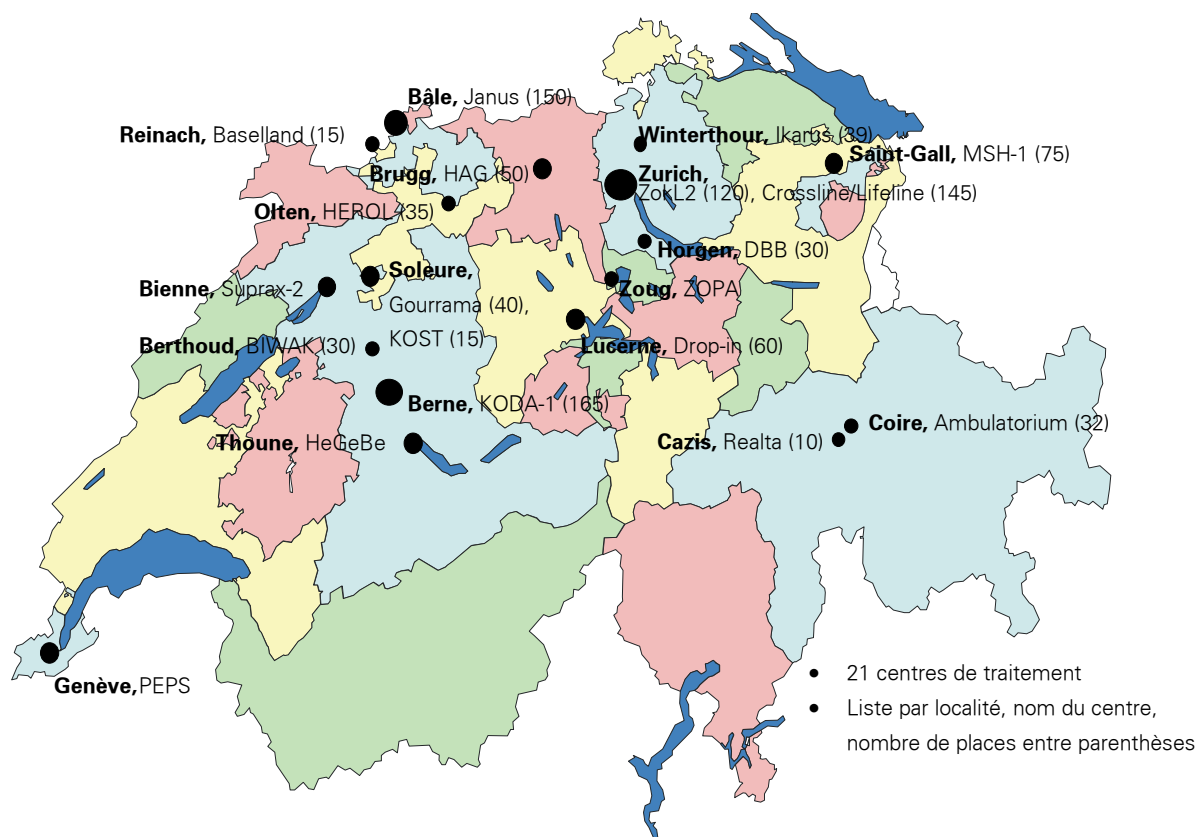 Bâle, Janus (150)
Reinach, Baselland (15)
Winterthour, Ikarus (39)
Saint-Gall, MSH-1 (75)
Brugg, HAG (50)
Zurich,
ZokL2 (120), Crossline/Lifeline (145)
Olten, HEROL (35)
Horgen, DBB (30)
Soleure,
Gourrama (40),
KOST (15)
Bienne, Suprax-2
Zoug, ZOPA
Berthoud, BIWAK (30)
Lucerne, Drop-in (60)
Berne, KODA-1 (165)
Coire, Ambulatorium (32)
Thoune, HeGeBe
Cazis, Realta (10)
Genève, PEPS
• 21 centres de traitement
• Liste par localité, nom du centre,
nombre de places entre parenthèses